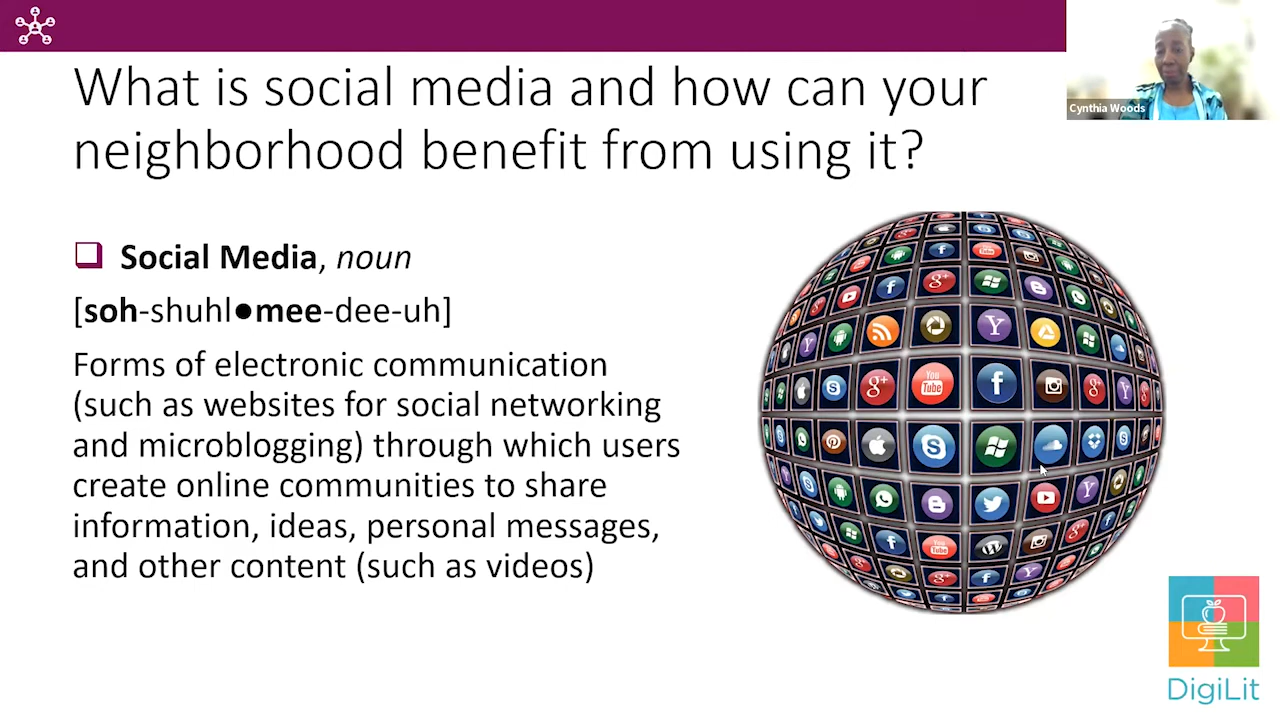 What is social media and how can your
neighborhood benefit from using it?
Cynthia Woods
❑ Social Media, noun
[soh-shuhl●mee-dee-uh]
Forms of electronic communication
(such as websites for social networking
and microblogging) through which users
create online communities to share
information, ideas, personal messages,
and other content (such as videos)
You
Tube
DigiLit